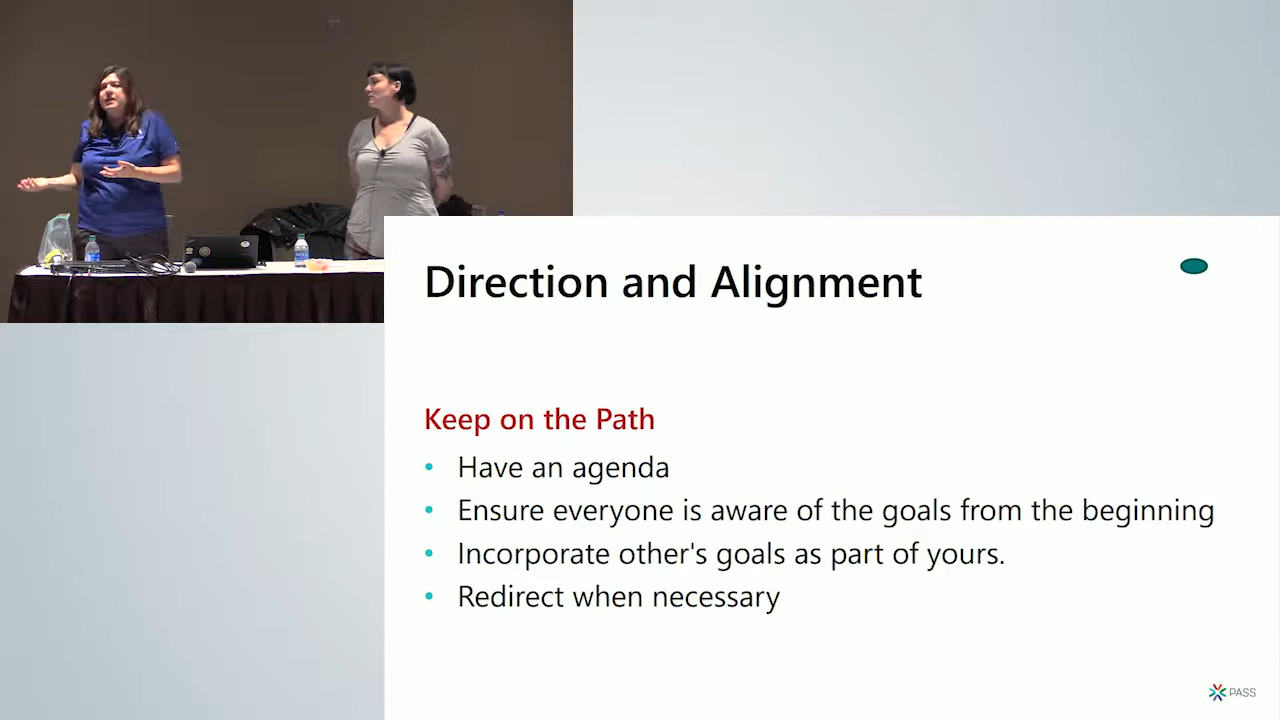 Direction and Alignment
Keep on the Path
• Have an agenda
• Ensure everyone is aware of the goals from the beginning
• Incorporate other's goals as part of yours.
• Redirect when necessary
PASS